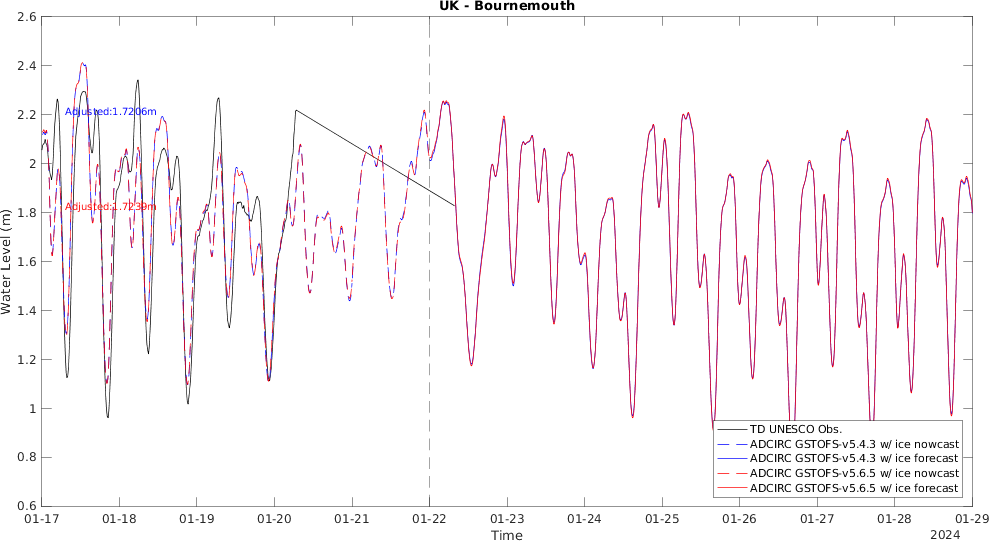 UK - Bournemouth
2.6
2.4
2.2
2
1.8
1.6
1.4
1.2
1
0.8
0.6
Water Level (m)
Adjusted:1.7206m
Adjusted:1.7239m
TD UNESCO Obs.
ADCIRC GSTOFS-v5.4.3 w/ ice nowcast
ADCIRC GSTOFS-v5.4.3 w/ ice forecast
ADCIRC GSTOFS-v5.6.5 w/ ice nowcast
ADCIRC GSTOFS-v5.6.5 w/ ice forecast
01-17 01-18 01-19 01-20 01-21 01-22 01-23 01-24 01-25 01-26 01-27 01-28 01-29
Time
2024